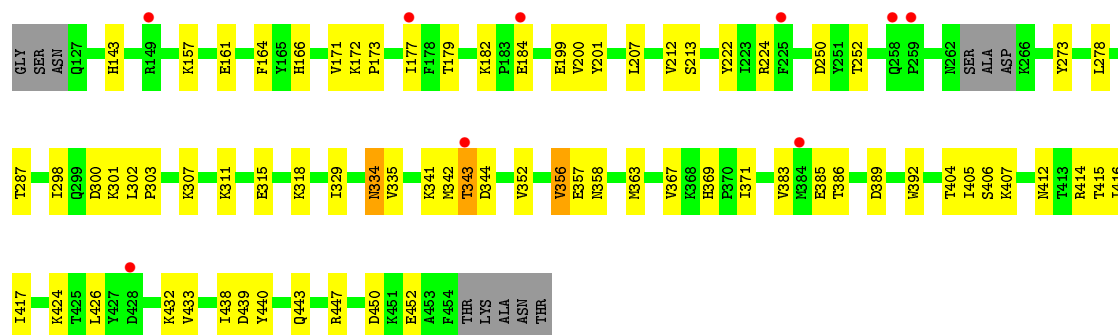 GLY SER ASN Q127 H143 R149 K157 E161 F164 Y165 H166 V171 K172 P173 I177 F178 T179 K182 P183 E184 E199 V200 Y201 L207 V212 S213 Y222 I223 R224 F225 D250 Y251 T252 Q258 P259 N262 SER ALA ASP K266 Y273 L278
T287 I298 Q299 D300 K301 L302 P303 K307 K311 E315 K318 I329 N334 V335 K341 M342 T343 D344 V352 V356 E357 N358 M363 V367 K368 H369 P370 I371 V383 M384 E385 T386 D389 W392 T404 I405 S406 K407 N412 T413 R414 T415 I416
I417 K424 T425 L426 Y427 D428 K432 V433 I438 D439 Y440 Q443 R447 D450 K451 E452 A453 F454 THR LYS ALA ASN THR